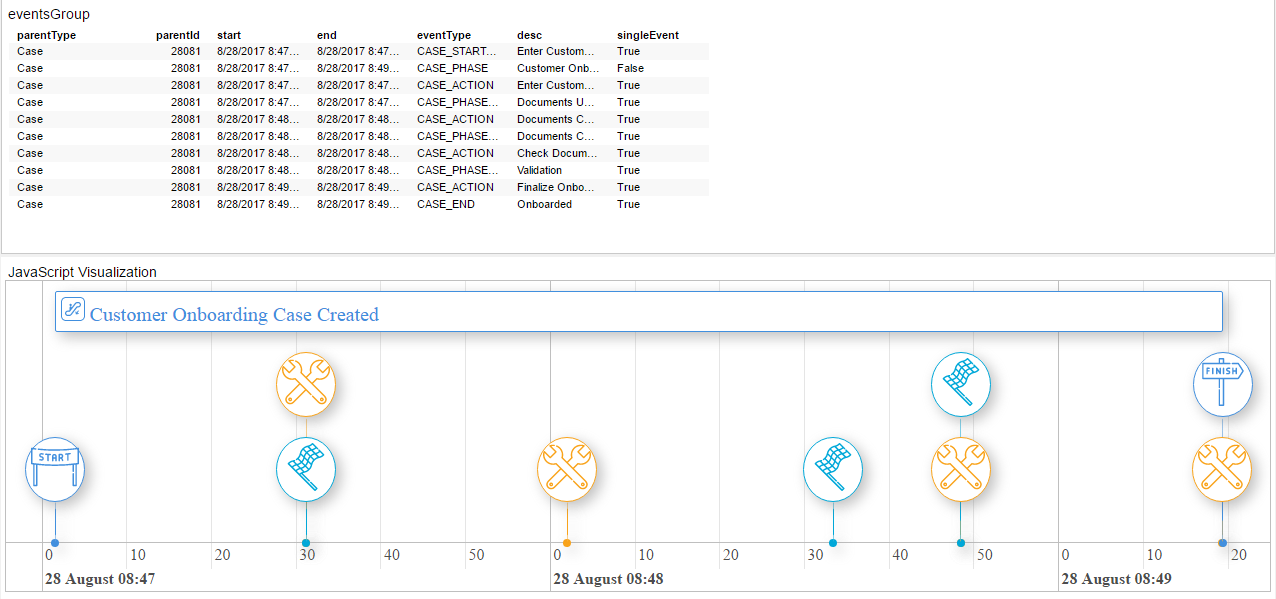 eventsGroup
parentType parentId start end eventType desc singleEvent
Case 28081 8/28/2017 8:47... 8/28/2017 8:47... CASE_START... Enter Custom... True
Case 28081 8/28/2017 8:47... 8/28/2017 8:49... CASE_PHASE Customer Onb... False
Case 28081 8/28/2017 8:47... 8/28/2017 8:47... CASE_ACTION Enter Custom... True
Case 28081 8/28/2017 8:47... 8/28/2017 8:47... CASE_PHASE... Documents U... True
Case 28081 8/28/2017 8:48... 8/28/2017 8:48... CASE_ACTION Documents C... True
Case 28081 8/28/2017 8:48... 8/28/2017 8:48... CASE_PHASE... Documents C... True
Case 28081 8/28/2017 8:48... 8/28/2017 8:48... CASE_ACTION Check Docum... True
Case 28081 8/28/2017 8:48... 8/28/2017 8:48... CASE_PHASE... Validation True
Case 28081 8/28/2017 8:49... 8/28/2017 8:49... CASE_ACTION Finalize Onbo... True
Case 28081 8/28/2017 8:49... 8/28/2017 8:49... CASE_END Onboarded True
JavaScript Visualization
Customer Onboarding Case Created
FINISH
START
0 10 20 30 40 50 0 10 20 30 40 50 0 10 20
28 August 08:47 28 August 08:48 28 August 08:49